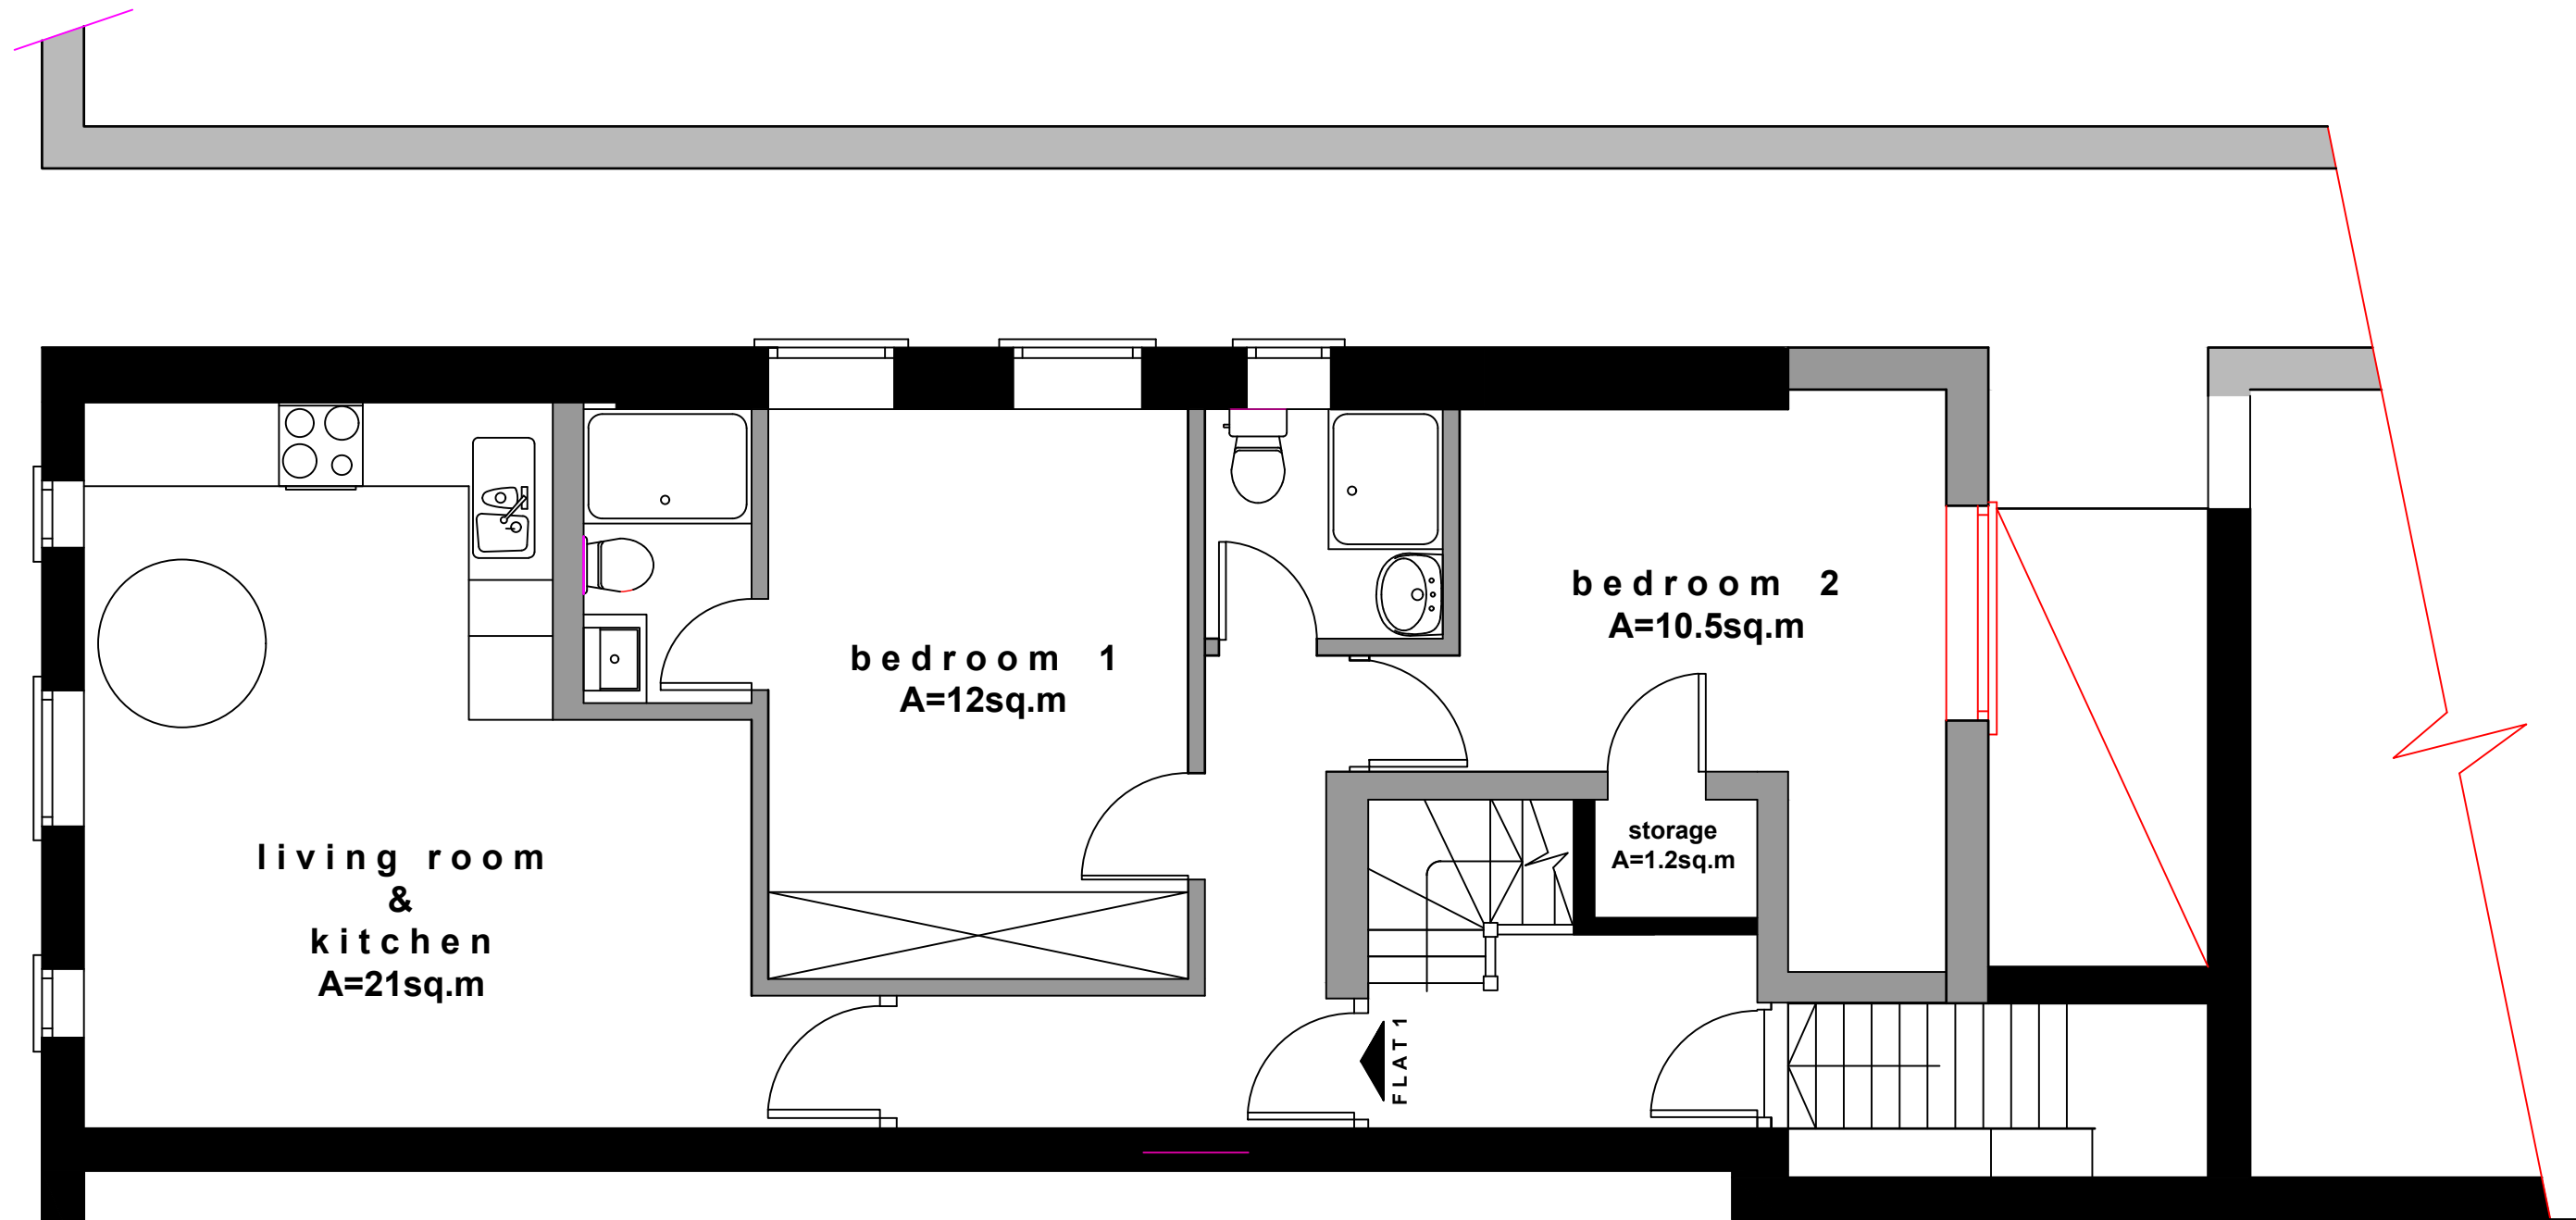 bedroom 2
A=10.5sq.m
bedroom 1
A=12sq.m
storage
A=1.2sq.m
living room
&
kitchen
A=21sq.m
FLAT 1